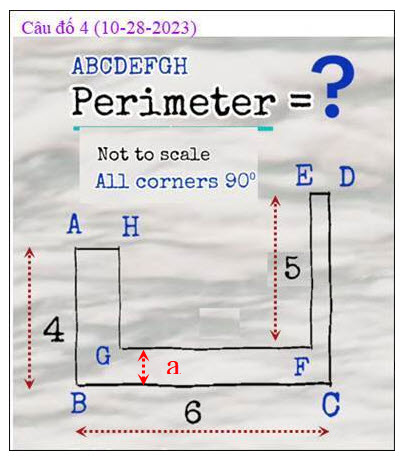 Câu đố 4 (10-28-2023)
ABCDEFGH
Perimeter = ?
Not to scale
All corners 90°
E D
A H
5
4
G a F
B 6 C